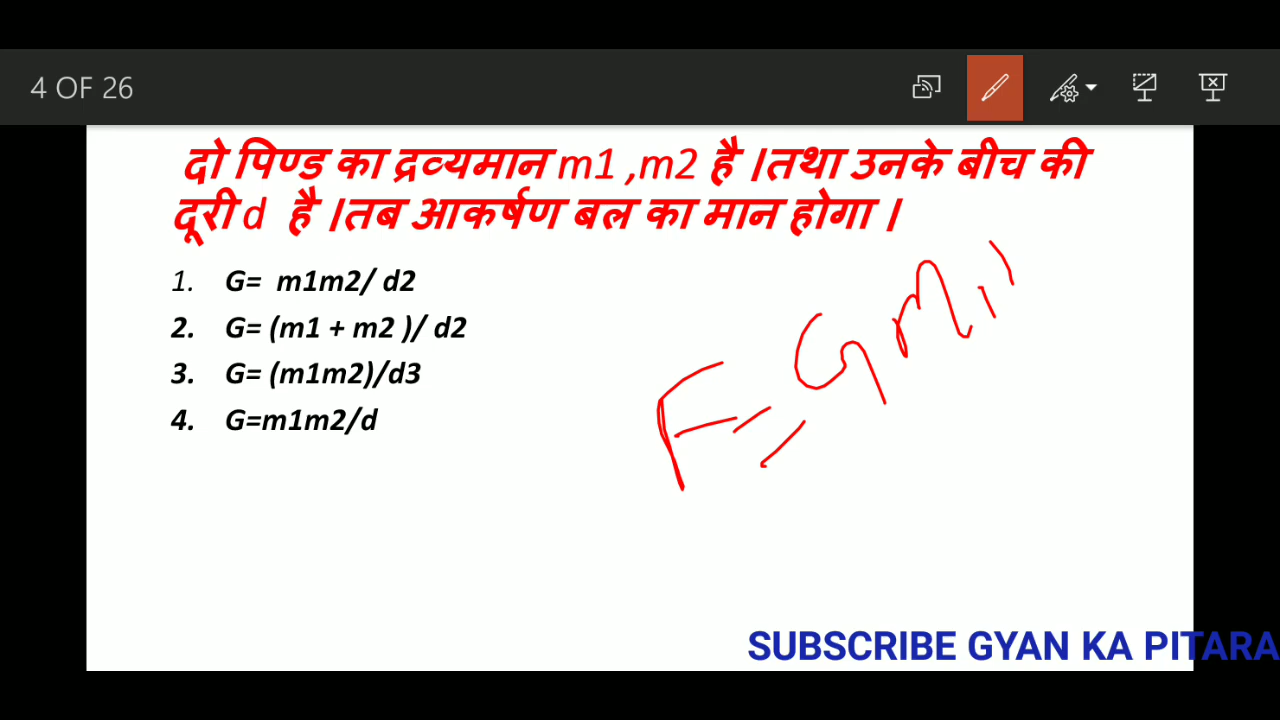 4 OF 26
दो पिण्ड का द्रव्यमान m1 ,m2 है ।तथा उनके बीच की
दूरी d है ।तब आकर्षण बल का मान होगा ।
1. G= m1m2/ d2
2. G= (m1 + m2 )/ d2
3. G= (m1m2)/d3
4. G=m1m2/d
F = G m1
SUBSCRIBE GYAN KA PITARA